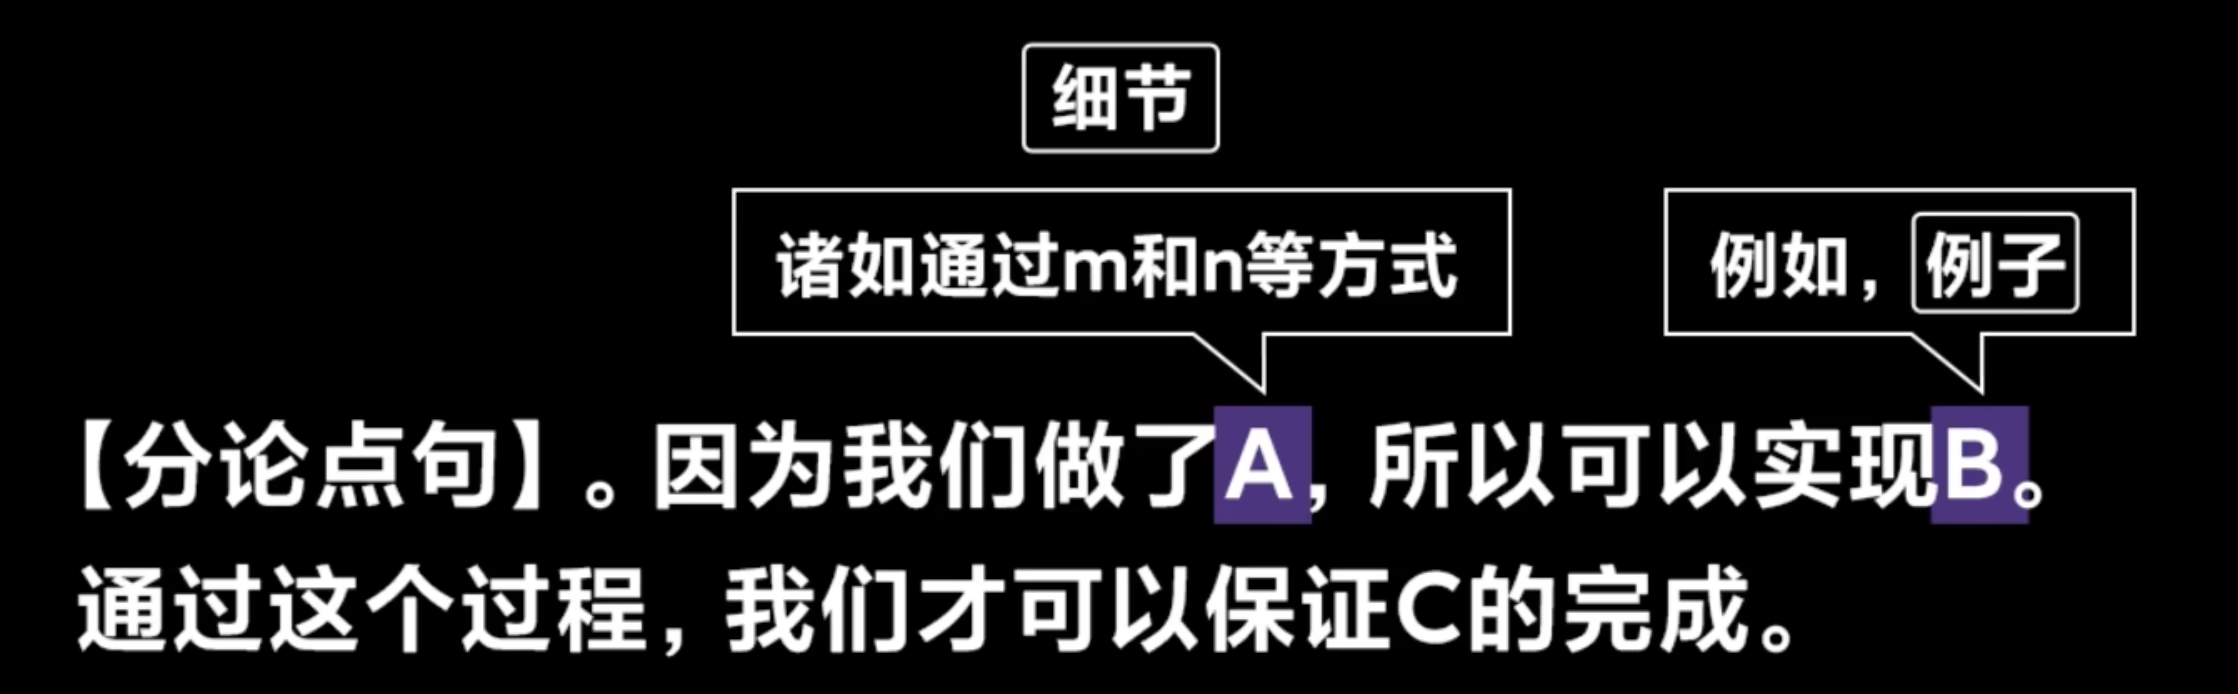 细节
诸如通过m和n等方式
例如，例子
【分论点句】。因为我们做了A，所以可以实现B。
通过这个过程，我们才可以保证C的完成。